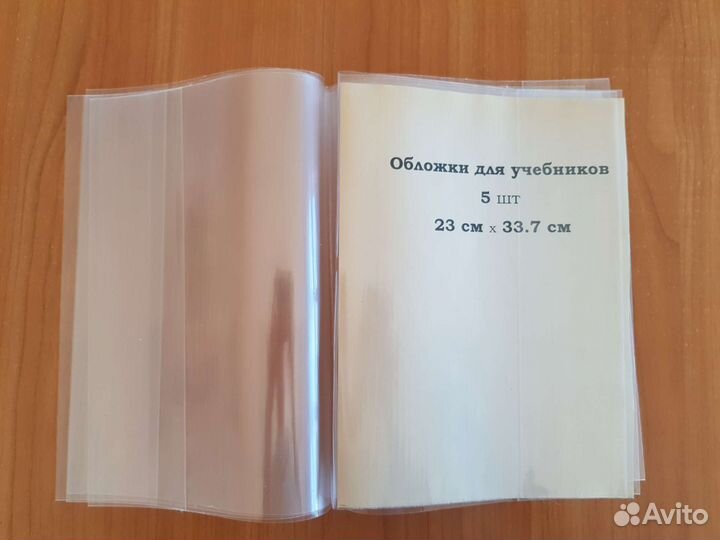 Обложки для учебников
5 шт
23 см х 33.7 см
Avito